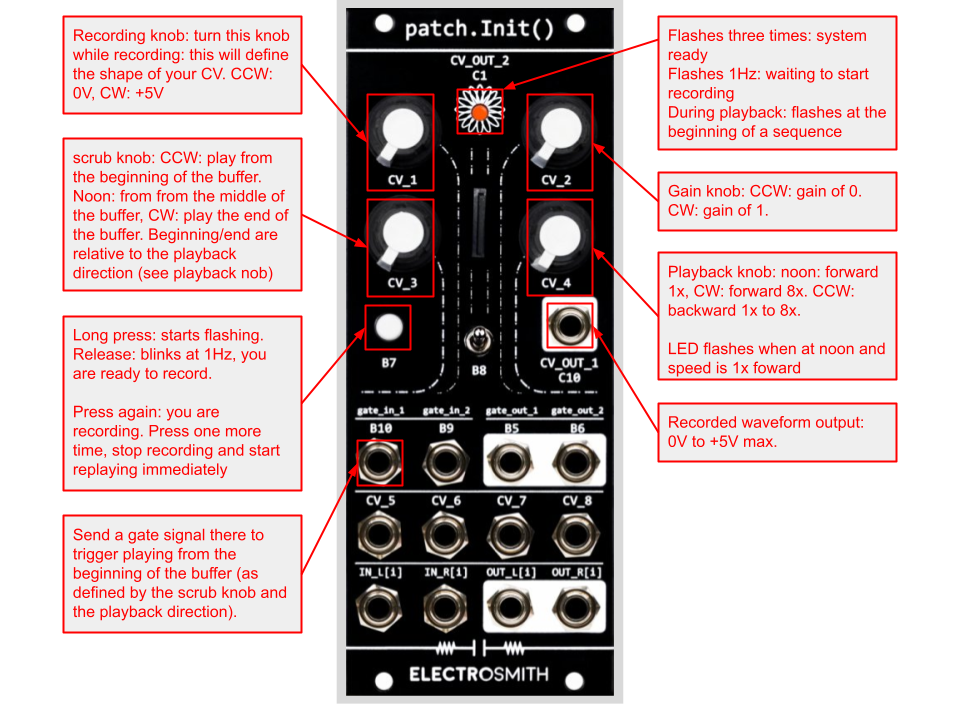 Recording knob: turn this knob
while recording: this will define
the shape of your CV. CCW:
0V, CW: +5V
scrub knob: CCW: play from
the beginning of the buffer.
Noon: from from the middle of
the buffer, CW: play the end of
the buffer. Beginning/end are
relative to the playback
direction (see playback nob)
Long press: starts flashing.
Release: blinks at 1Hz, you
are ready to record.
Press again: you are
recording. Press one more
time, stop recording and start
replaying immediately
Send a gate signal there to
trigger playing from the
beginning of the buffer (as
defined by the scrub knob and
the playback direction).
patch.Init()
CV_OUT_2
C1
CV_1
CV_2
CV_3
CV_4
B7
B8
CV_OUT_1
C10
gate_in_1 gate_in_2 gate_out_1 gate_out_2
B10 B9 B5 B6
CV_5 CV_6 CV_7 CV_8
IN_L[i] IN_R[i] OUT_L[i] OUT_R[i]
ELECTROSMITH
Flashes three times: system
ready
Flashes 1Hz: waiting to start
recording
During playback: flashes at the
beginning of a sequence
Gain knob: CCW: gain of 0.
CW: gain of 1.
Playback knob: noon: forward
1x, CW: forward 8x. CCW:
backward 1x to 8x.
LED flashes when at noon and
speed is 1x foward
Recorded waveform output:
0V to +5V max.